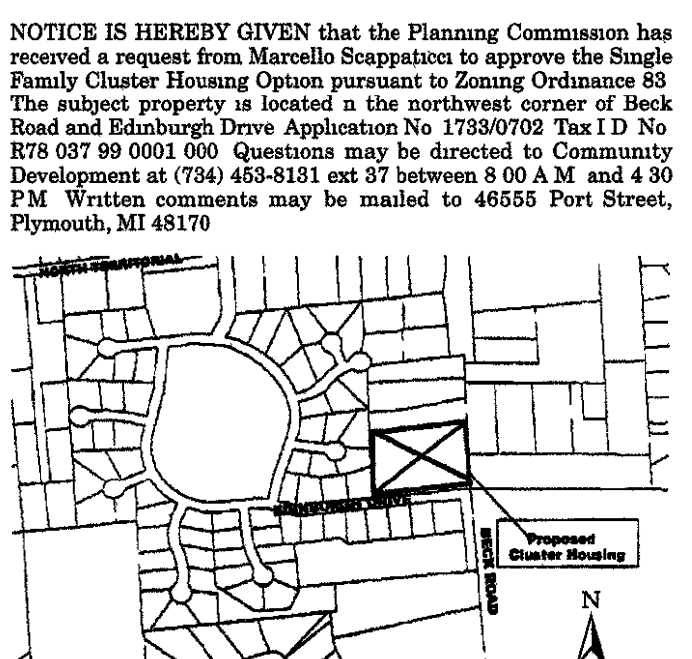 NOTICE IS HEREBY GIVEN that the Planning Commission has
received a request from Marcello Scappaticci to approve the Single
Family Cluster Housing Option pursuant to Zoning Ordinance 83
The subject property is located n the northwest corner of Beck
Road and Edinburgh Drive Application No 1733/0702 Tax I D No
R78 037 99 0001 000 Questions may be directed to Community
Development at (734) 453-8131 ext 37 between 8 00 A M and 4 30
P M Written comments may be mailed to 46555 Port Street,
Plymouth, MI 48170
NORTH TERRITORIAL
EDINBURGH DRIVE
BECK ROAD
Proposed
Cluster Housing
N